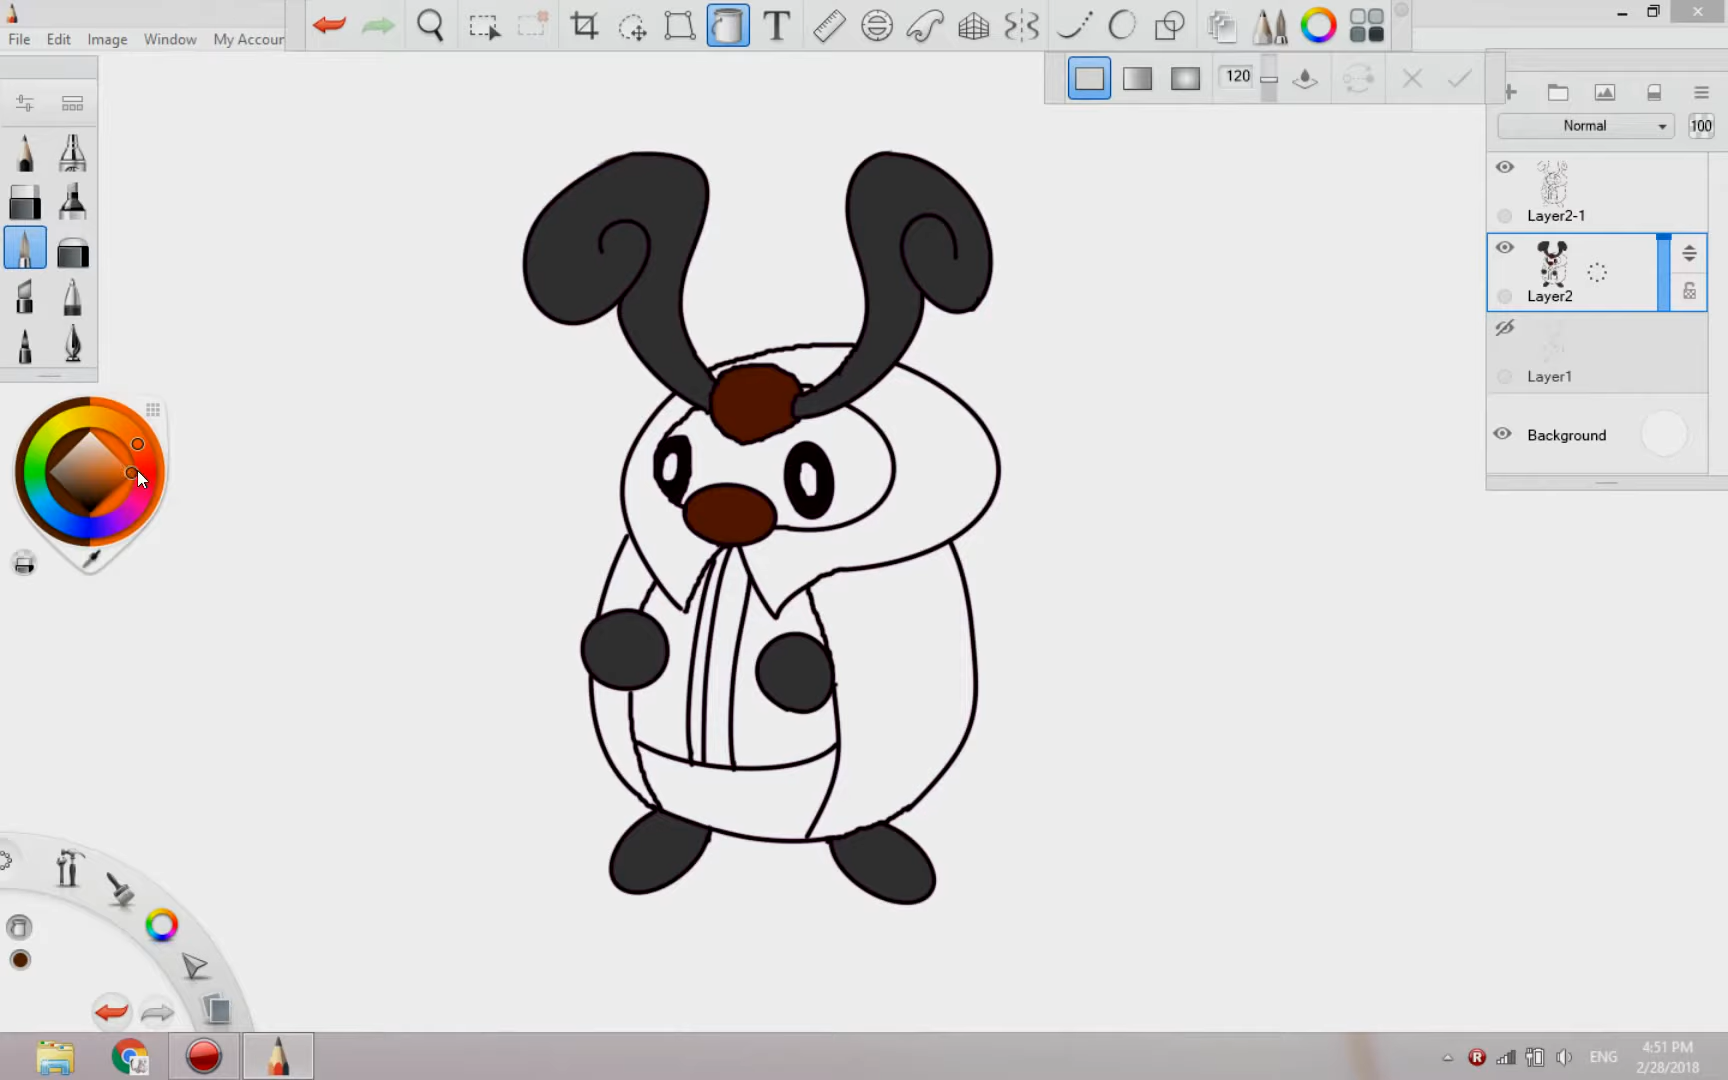 File Edit Image Window My Accour
T
120
Normal 100
Layer2-1
Layer2
Layer1
Background
R ENG 4:51 PM
2/28/2018